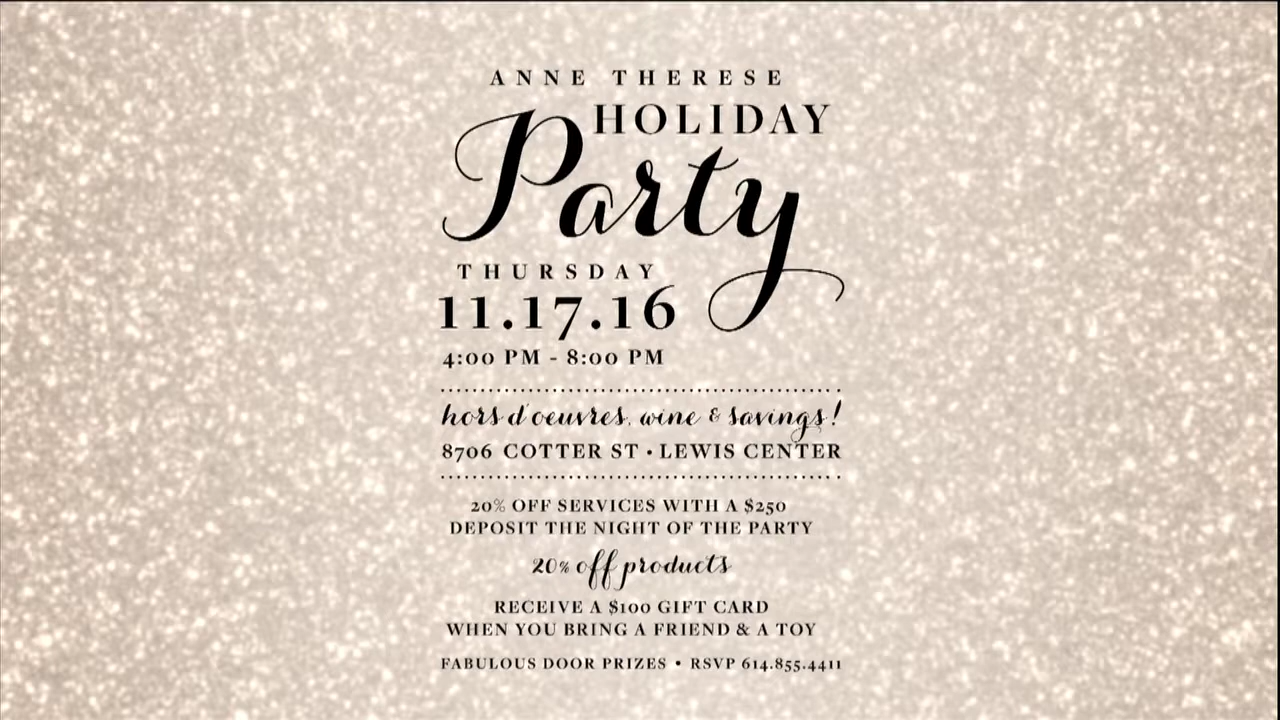 ANNE THERESE
HOLIDAY
Party
THURSDAY
11.17.16
4:00 PM - 8:00 PM
hors d'oeuvres, wine & savings!
8706 COTTER ST • LEWIS CENTER
20% OFF SERVICES WITH A $250
DEPOSIT THE NIGHT OF THE PARTY
20% off products
RECEIVE A $100 GIFT CARD
WHEN YOU BRING A FRIEND & A TOY
FABULOUS DOOR PRIZES • RSVP 614.855.4411